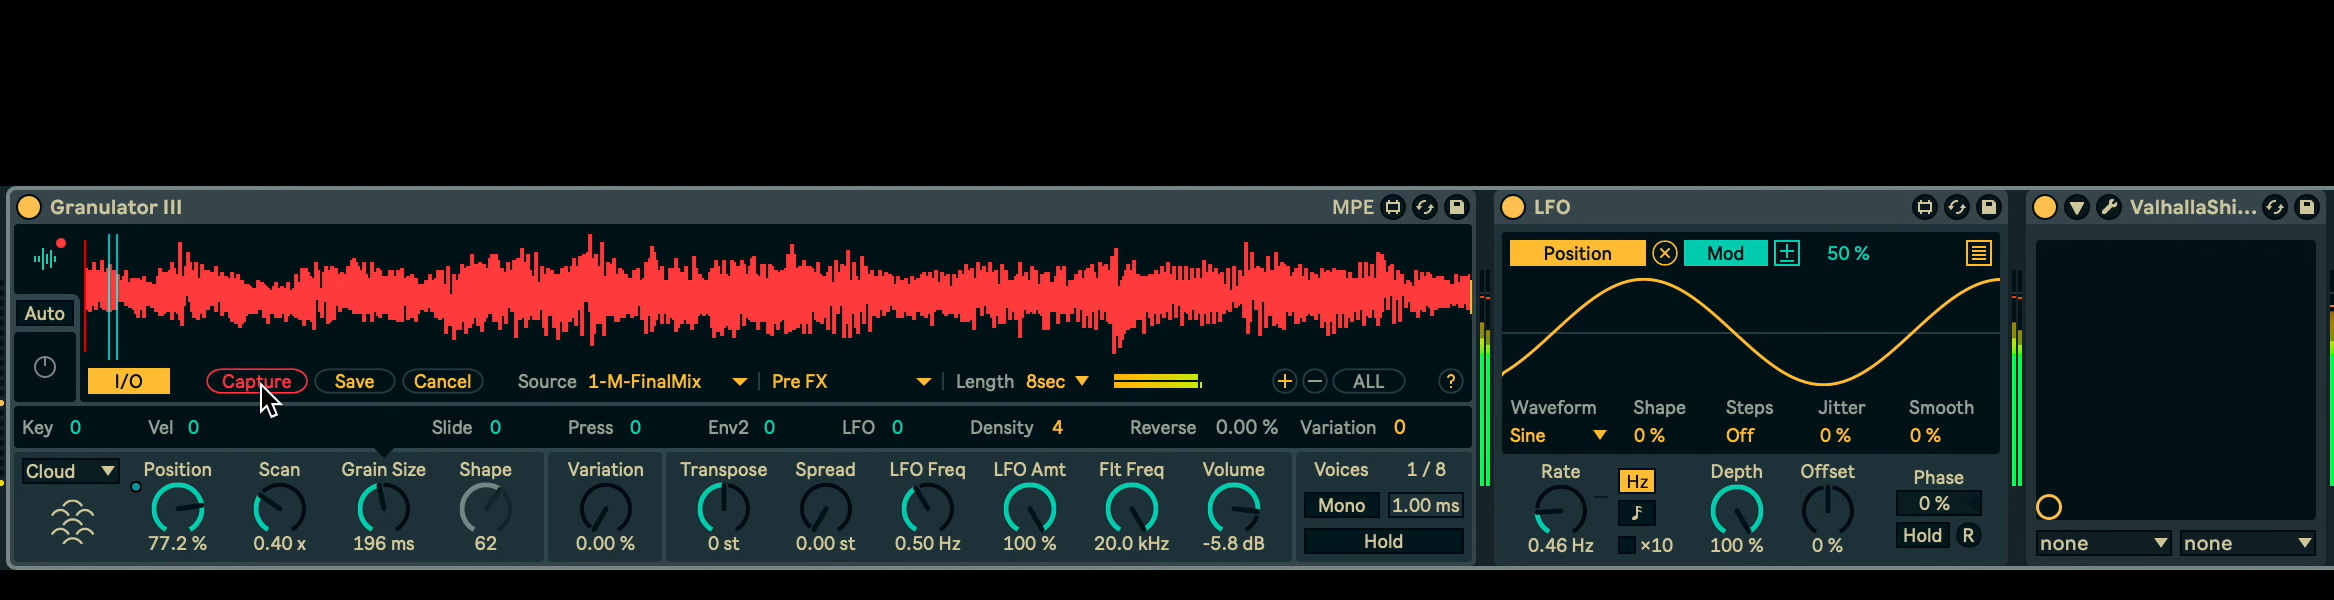 Granulator III MPE
Auto
I/O Capture Save Cancel Source 1-M-FinalMix Pre FX Length 8sec + − ALL ?
Key 0 Vel 0 Slide 0 Press 0 Env2 0 LFO 0 Density 4 Reverse 0.00 % Variation 0
Cloud Position Scan Grain Size Shape Variation Transpose Spread LFO Freq LFO Amt Flt Freq Volume Voices 1 / 8
Mono 1.00 ms
77.2 % 0.40 x 196 ms 62 0.00 % 0 st 0.00 st 0.50 Hz 100 % 20.0 kHz -5.8 dB Hold
LFO
Position Mod 50 %
Waveform Shape Steps Jitter Smooth
Sine 0 % Off 0 % 0 %
Rate Hz Depth Offset Phase
0 %
0.46 Hz ×10 100 % 0 % Hold R
ValhallaShi...
none none